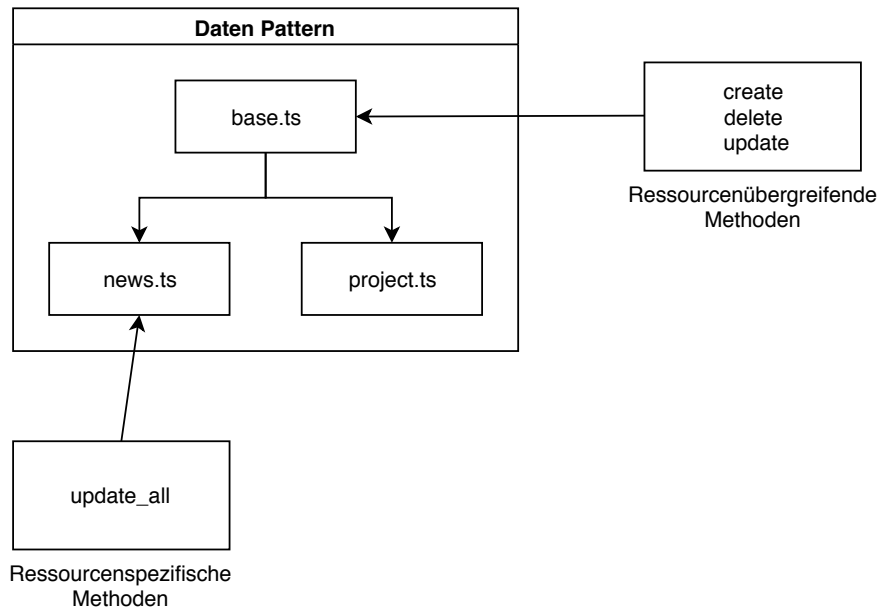 Daten Pattern
base.ts
create
delete
update
Ressourcenübergreifende
Methoden
news.ts
project.ts
update_all
Ressourcenspezifische
Methoden